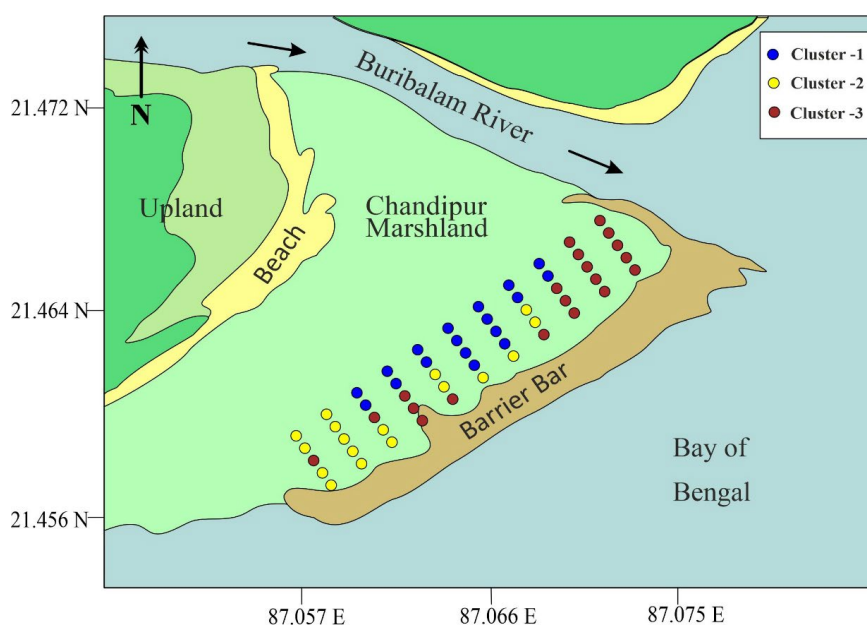 Cluster -1
Cluster -2
Cluster -3
N
Buribalam River
21.472 N
Upland
Beach
Chandipur
Marshland
21.464 N
Barrier Bar
Bay of
Bengal
21.456 N
87.057 E
87.066 E
87.075 E